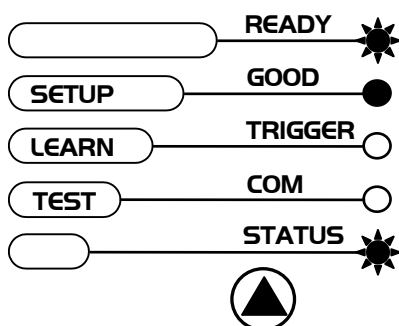 READY
SETUP GOOD
LEARN TRIGGER
TEST COM
STATUS